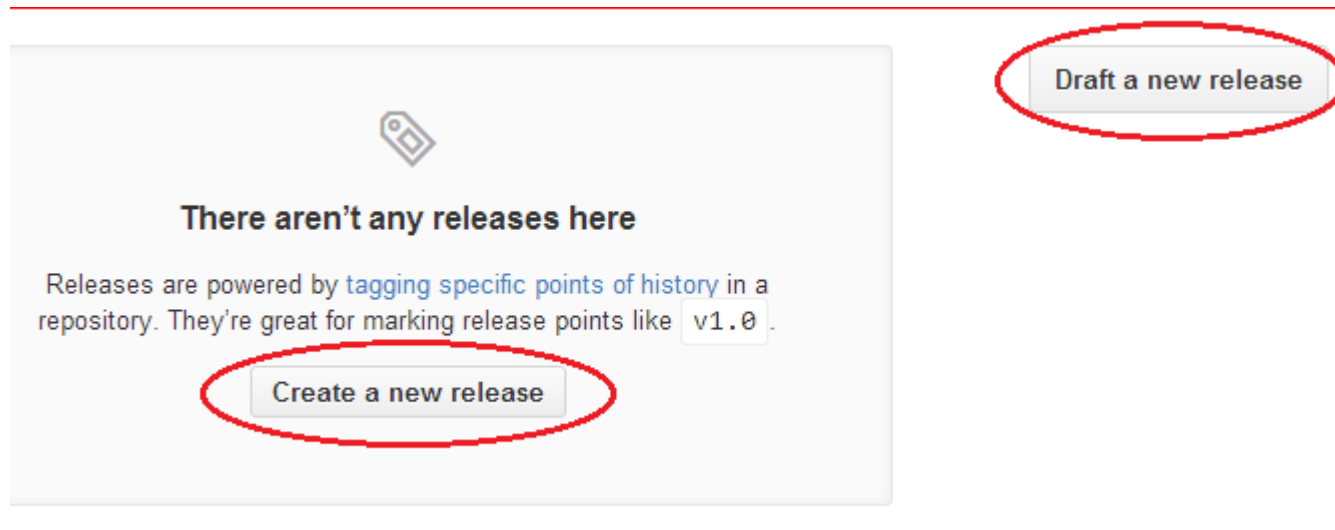 Draft a new release
There aren’t any releases here
Releases are powered by tagging specific points of history in a
repository. They’re great for marking release points like v1.0 .
Create a new release